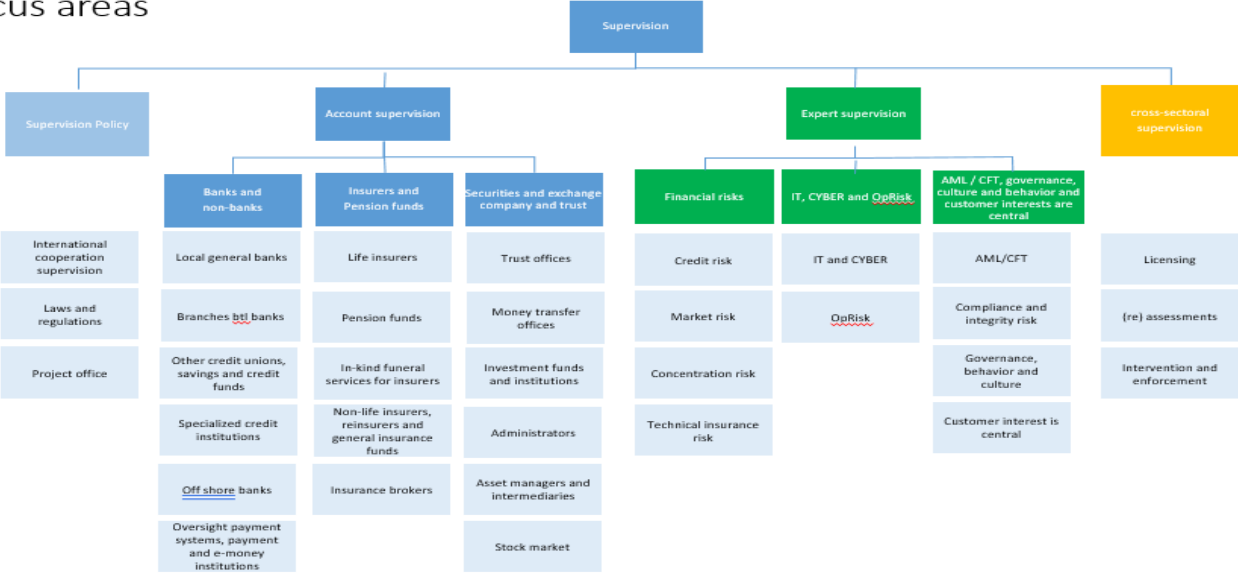 cus areas
Supervision
Supervision Policy
Account supervision
Expert supervision
cross-sectoral
supervision
Banks and
non-banks
Insurers and
Pension funds
Securities and exchange
company and trust
Financial risks
IT, CYBER and OpRisk
AML / CFT, governance,
culture and behavior and
customer interests are
central
International
cooperation
supervision
Laws and
regulations
Project office
Local general banks
Branches btl banks
Other credit unions,
savings and credit
funds
Specialized credit
institutions
Off shore banks
Oversight payment
systems, payment
and e-money
institutions
Life insurers
Pension funds
In-kind funeral
services for insurers
Non-life insurers,
reinsurers and
general insurance
funds
Insurance brokers
Trust offices
Money transfer
offices
Investment funds
and institutions
Administrators
Asset managers and
intermediaries
Stock market
Credit risk
Market risk
Concentration risk
Technical insurance
risk
IT and CYBER
OpRisk
AML/CFT
Compliance and
integrity risk
Governance,
behavior and
culture
Customer interest is
central
Licensing
(re) assessments
Intervention and
enforcement